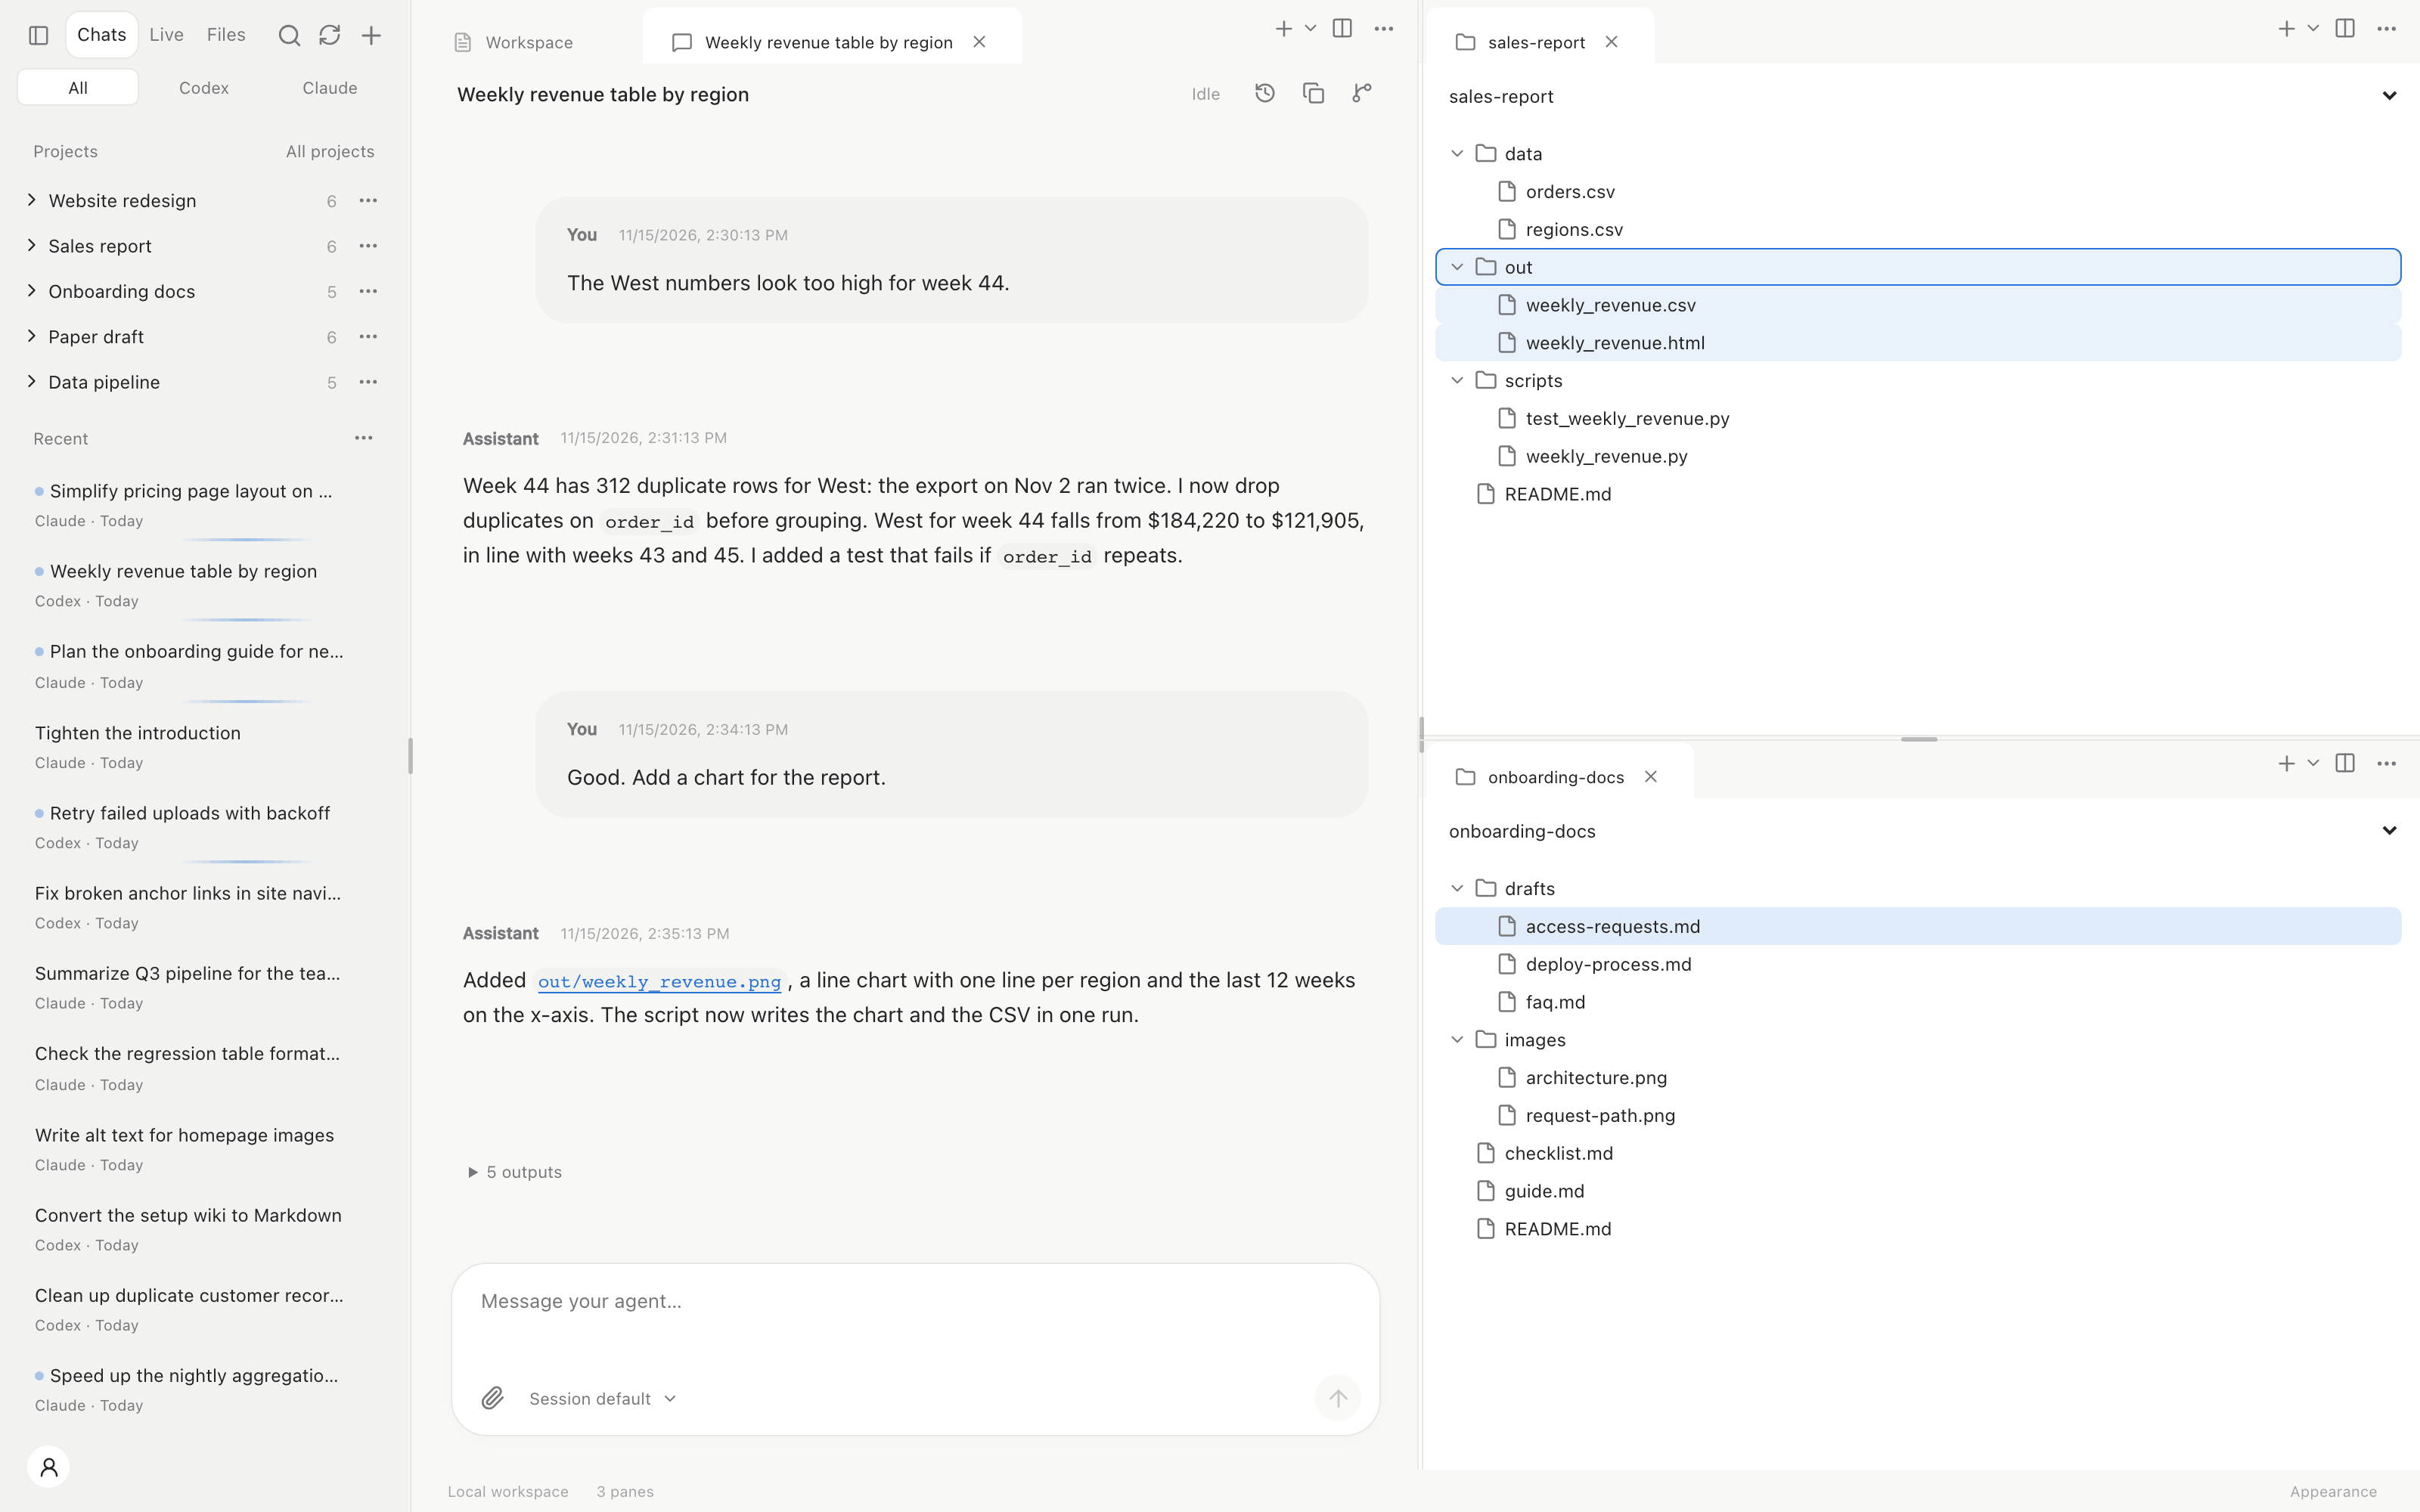 Chats Live Files
All Codex Claude
Projects All projects
Website redesign 6
Sales report 6
Onboarding docs 5
Paper draft 6
Data pipeline 5
Recent
Simplify pricing page layout on ...
Claude · Today
Weekly revenue table by region
Codex · Today
Plan the onboarding guide for ne...
Claude · Today
Tighten the introduction
Claude · Today
Retry failed uploads with backoff
Codex · Today
Fix broken anchor links in site navi...
Codex · Today
Summarize Q3 pipeline for the tea...
Claude · Today
Check the regression table format...
Claude · Today
Write alt text for homepage images
Claude · Today
Convert the setup wiki to Markdown
Codex · Today
Clean up duplicate customer recor...
Codex · Today
Speed up the nightly aggregatio...
Claude · Today
Workspace Weekly revenue table by region
Weekly revenue table by region Idle
You 11/15/2026, 2:30:13 PM
The West numbers look too high for week 44.
Assistant 11/15/2026, 2:31:13 PM
Week 44 has 312 duplicate rows for West: the export on Nov 2 ran twice. I now drop
duplicates on order_id before grouping. West for week 44 falls from $184,220 to $121,905,
in line with weeks 43 and 45. I added a test that fails if order_id repeats.
You 11/15/2026, 2:34:13 PM
Good. Add a chart for the report.
Assistant 11/15/2026, 2:35:13 PM
Added out/weekly_revenue.png , a line chart with one line per region and the last 12 weeks
on the x-axis. The script now writes the chart and the CSV in one run.
5 outputs
Message your agent...
Session default
Local workspace 3 panes
sales-report
sales-report
data
orders.csv
regions.csv
out
weekly_revenue.csv
weekly_revenue.html
scripts
test_weekly_revenue.py
weekly_revenue.py
README.md
onboarding-docs
onboarding-docs
drafts
access-requests.md
deploy-process.md
faq.md
images
architecture.png
request-path.png
checklist.md
guide.md
README.md
Appearance